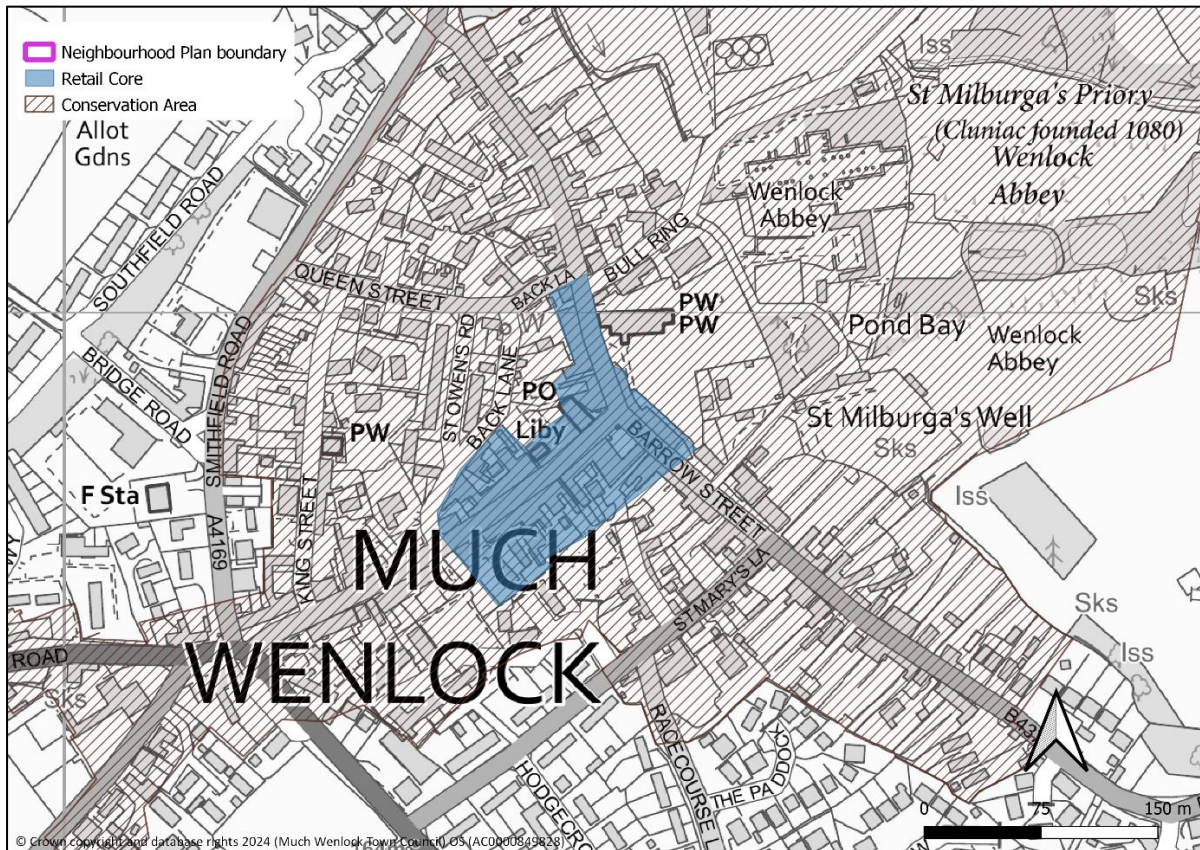 Neighbourhood Plan boundary
Retail Core
Conservation Area
Allot
Gdns
Iss
St Milburga's Priory
(Cluniac founded 1080)
Wenlock
Abbey
Wenlock
Abbey
SOUTHFIELD ROAD
BULL RING
QUEEN STREET
BACK LA
Sks
PW
PW
Pond Bay
Wenlock
Abbey
BRIDGE ROAD
SMITHFIELD ROAD
ST OWEN'S RD
BACK LANE
PO
Liby
PW
BARROW STREET
St Milburga's Well
Sks
F Sta
A4169
KING STREET
Iss
MUCH
WENLOCK
ST MARY'S LA
Sks
Iss
ROAD
Sks
RACECOURSE L
THE PADDOCK
HODGECRO
B43
0 75 150 m
© Crown copyright and database rights 2024 (Much Wenlock Town Council) OS (AC0000849828)